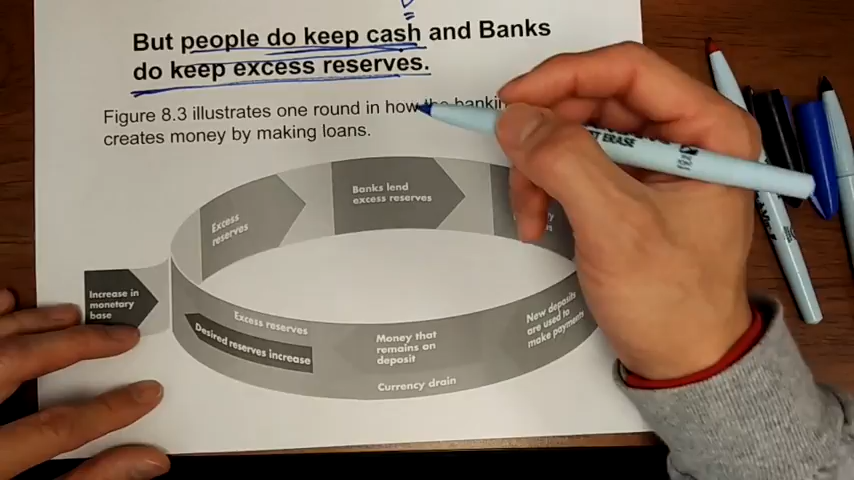 But people do keep cash and Banks
do keep excess reserves.
Figure 8.3 illustrates one round in how the banking
creates money by making loans.
Banks lend
excess reserves
Excess
reserves
Increase in
monetary
base
Excess reserves
Desired reserves increase
Money that
remains on
deposit
Currency drain
New deposits
are used to
make payments